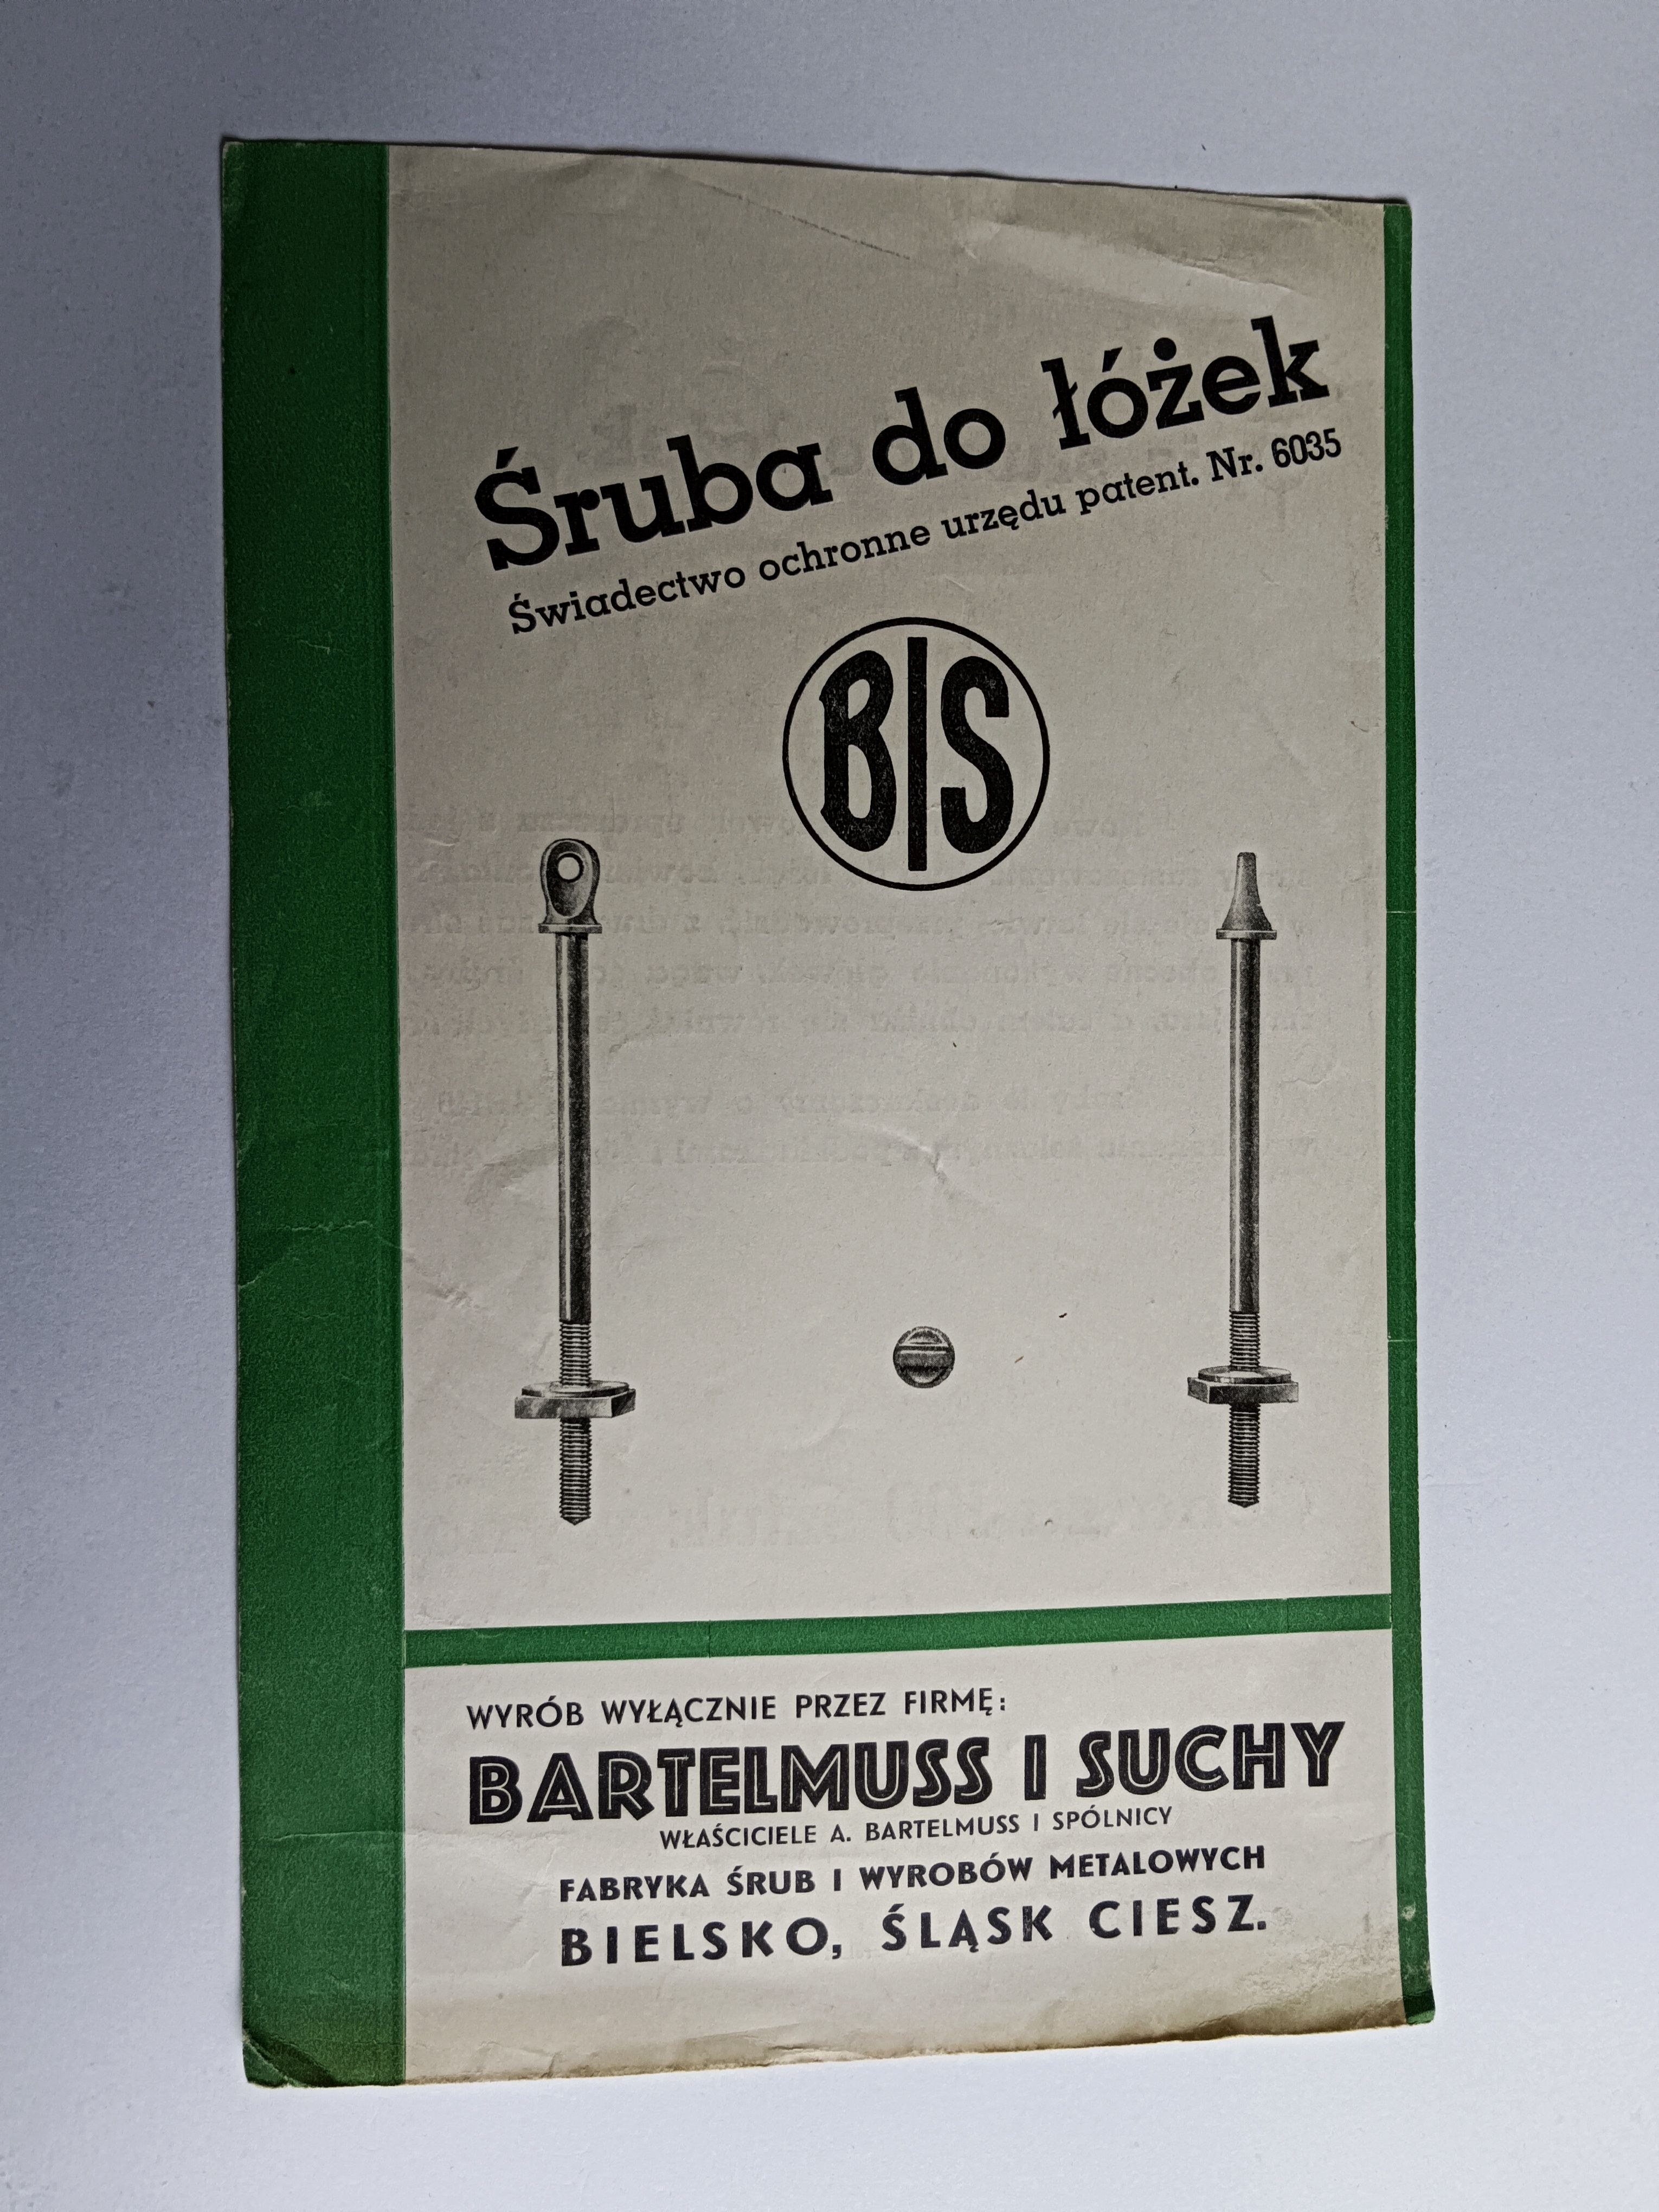 Śruba do łóżek
Świadectwo ochronne urzędu patent. Nr. 6035
B|S
WYRÓB WYŁĄCZNIE PRZEZ FIRMĘ:
BARTELMUSS I SUCHY
WŁAŚCICIELE A. BARTELMUSS I SPÓLNICY
FABRYKA ŚRUB I WYROBÓW METALOWYCH
BIELSKO, ŚLĄSK CIESZ.